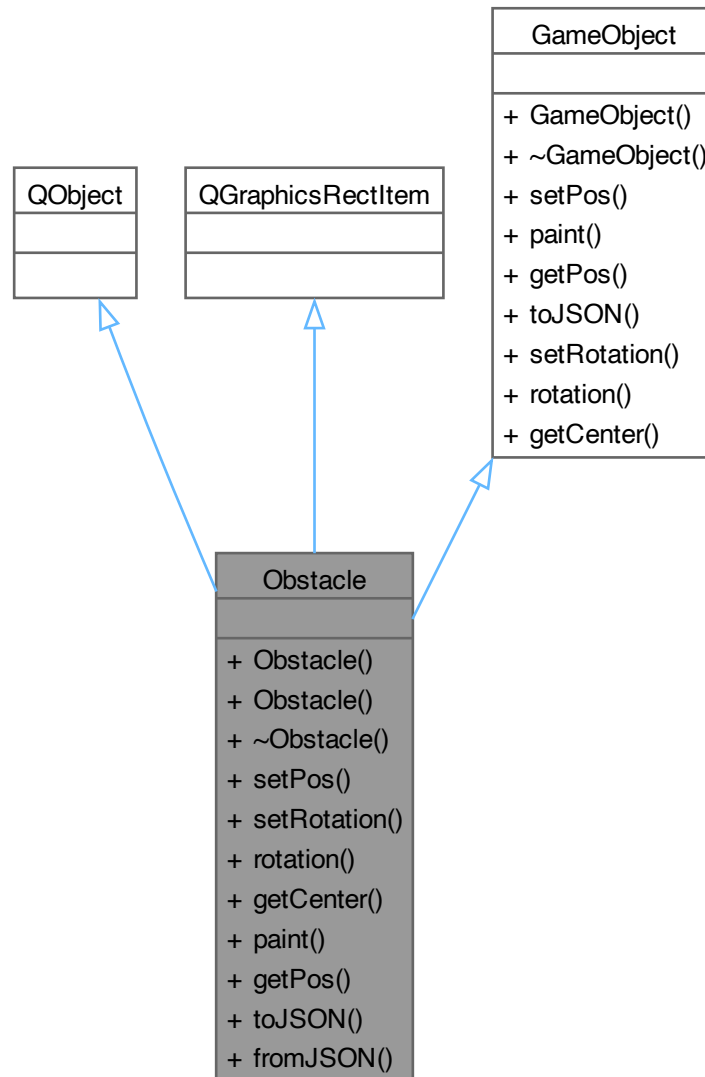 GameObject
+ GameObject()
+ ~GameObject()
+ setPos()
+ paint()
+ getPos()
+ toJSON()
+ setRotation()
+ rotation()
+ getCenter()
QObject
QGraphicsRectItem
Obstacle
+ Obstacle()
+ Obstacle()
+ ~Obstacle()
+ setPos()
+ setRotation()
+ rotation()
+ getCenter()
+ paint()
+ getPos()
+ toJSON()
+ fromJSON()